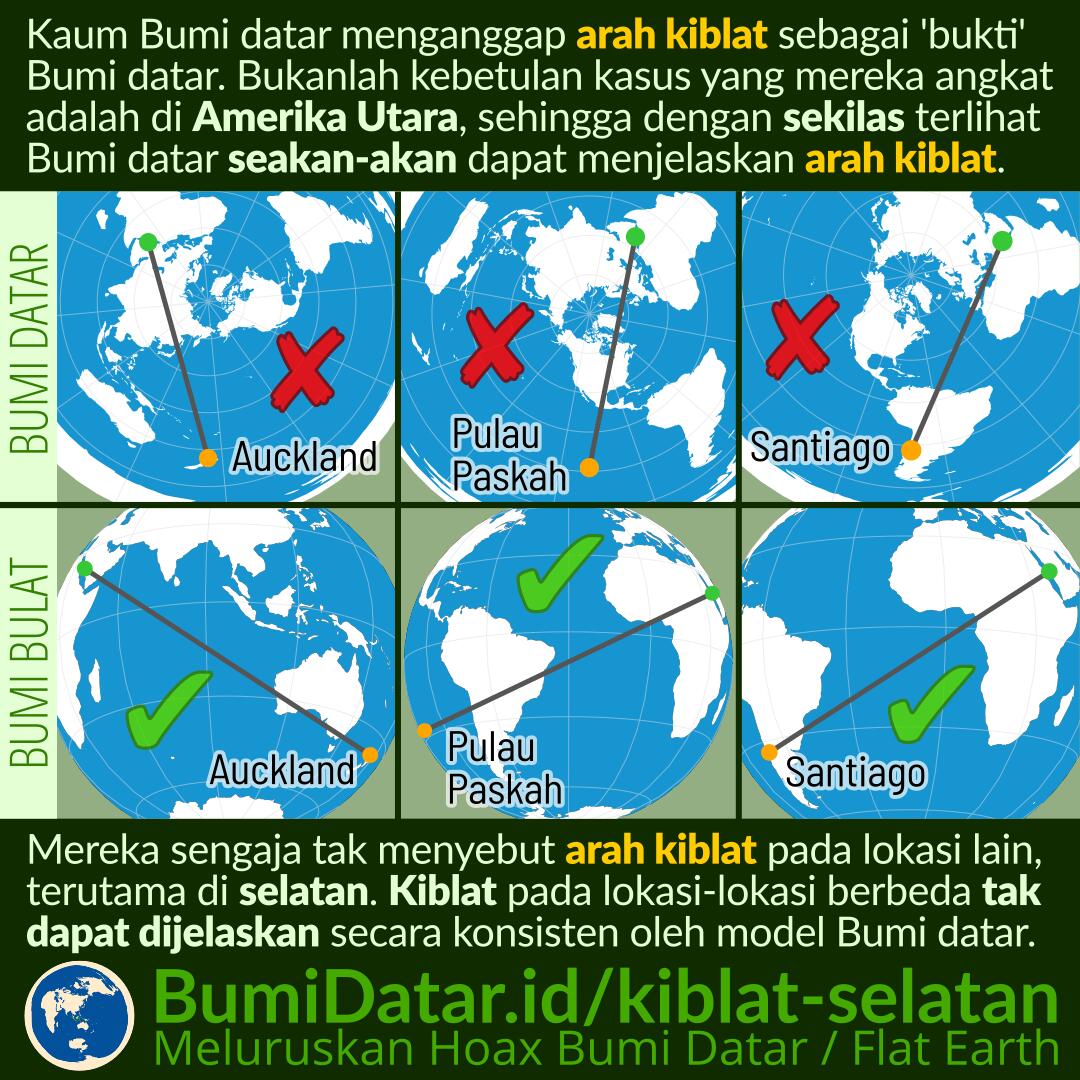 Kaum Bumi datar menganggap arah kiblat sebagai 'bukti'
Bumi datar. Bukanlah kebetulan kasus yang mereka angkat
adalah di Amerika Utara, sehingga dengan sekilas terlihat
Bumi datar seakan-akan dapat menjelaskan arah kiblat.
BUMI DATAR
Auckland
Pulau
Paskah
Santiago
BUMI BULAT
Auckland
Pulau
Paskah
Santiago
Mereka sengaja tak menyebut arah kiblat pada lokasi lain,
terutama di selatan. Kiblat pada lokasi-lokasi berbeda tak
dapat dijelaskan secara konsisten oleh model Bumi datar.
BumiDatar.id/kiblat-selatan
Meluruskan Hoax Bumi Datar / Flat Earth